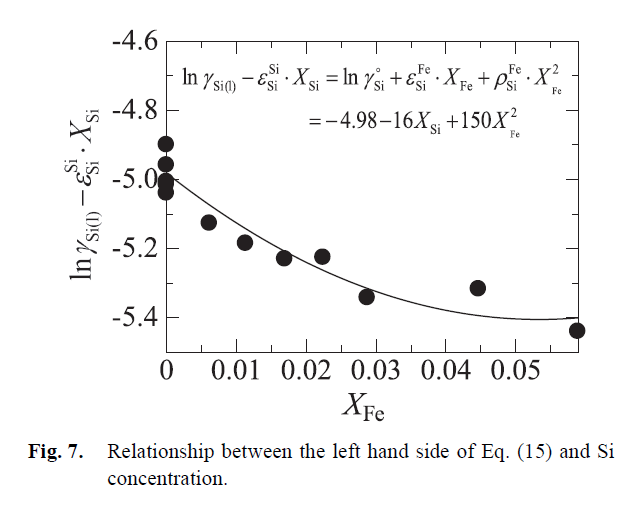 -4.6
ln γSi(l) − εSiSi · XSi = ln γ°Si + εSiFe · XFe + ρSiFe · X2Fe
= −4.98−16XSi +150X2Fe
-4.8
-5.0
-5.2
-5.4
lnγSi(l) − εSiSi · XSi
0 0.01 0.02 0.03 0.04 0.05
XFe
Fig. 7. Relationship between the left hand side of Eq. (15) and Si
concentration.